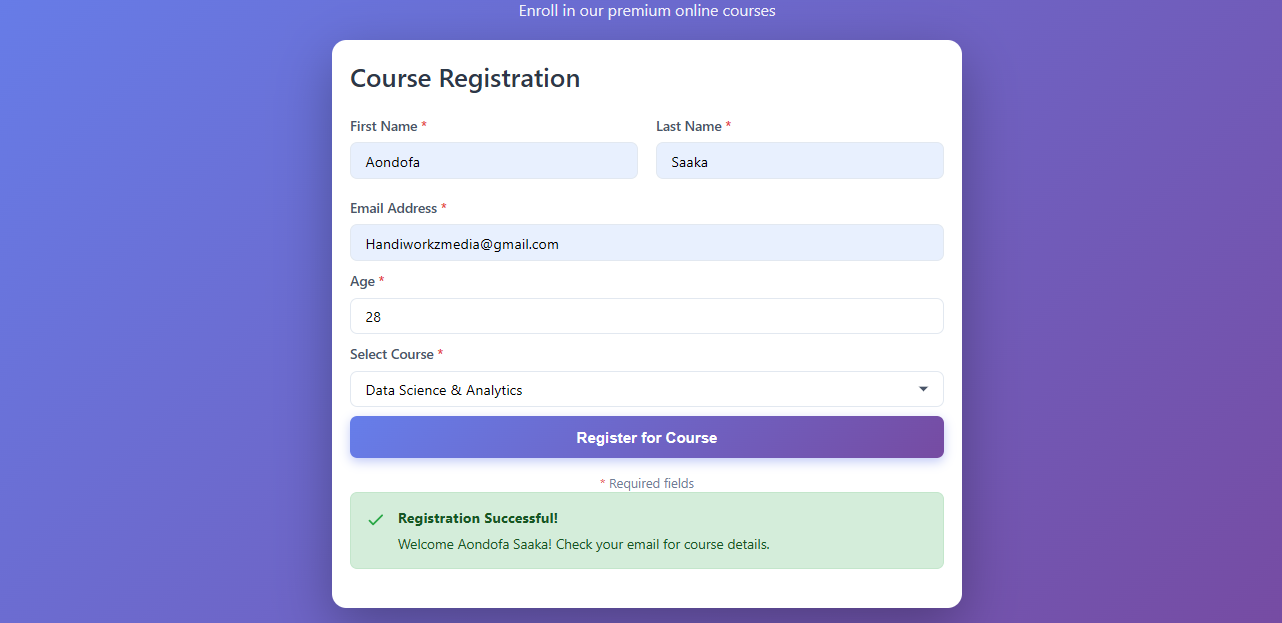 Enroll in our premium online courses
Course Registration
First Name *
Last Name *
Aondofa
Saaka
Email Address *
Handiworkzmedia@gmail.com
Age *
28
Select Course *
Data Science & Analytics
Register for Course
* Required fields
Registration Successful!
Welcome Aondofa Saaka! Check your email for course details.